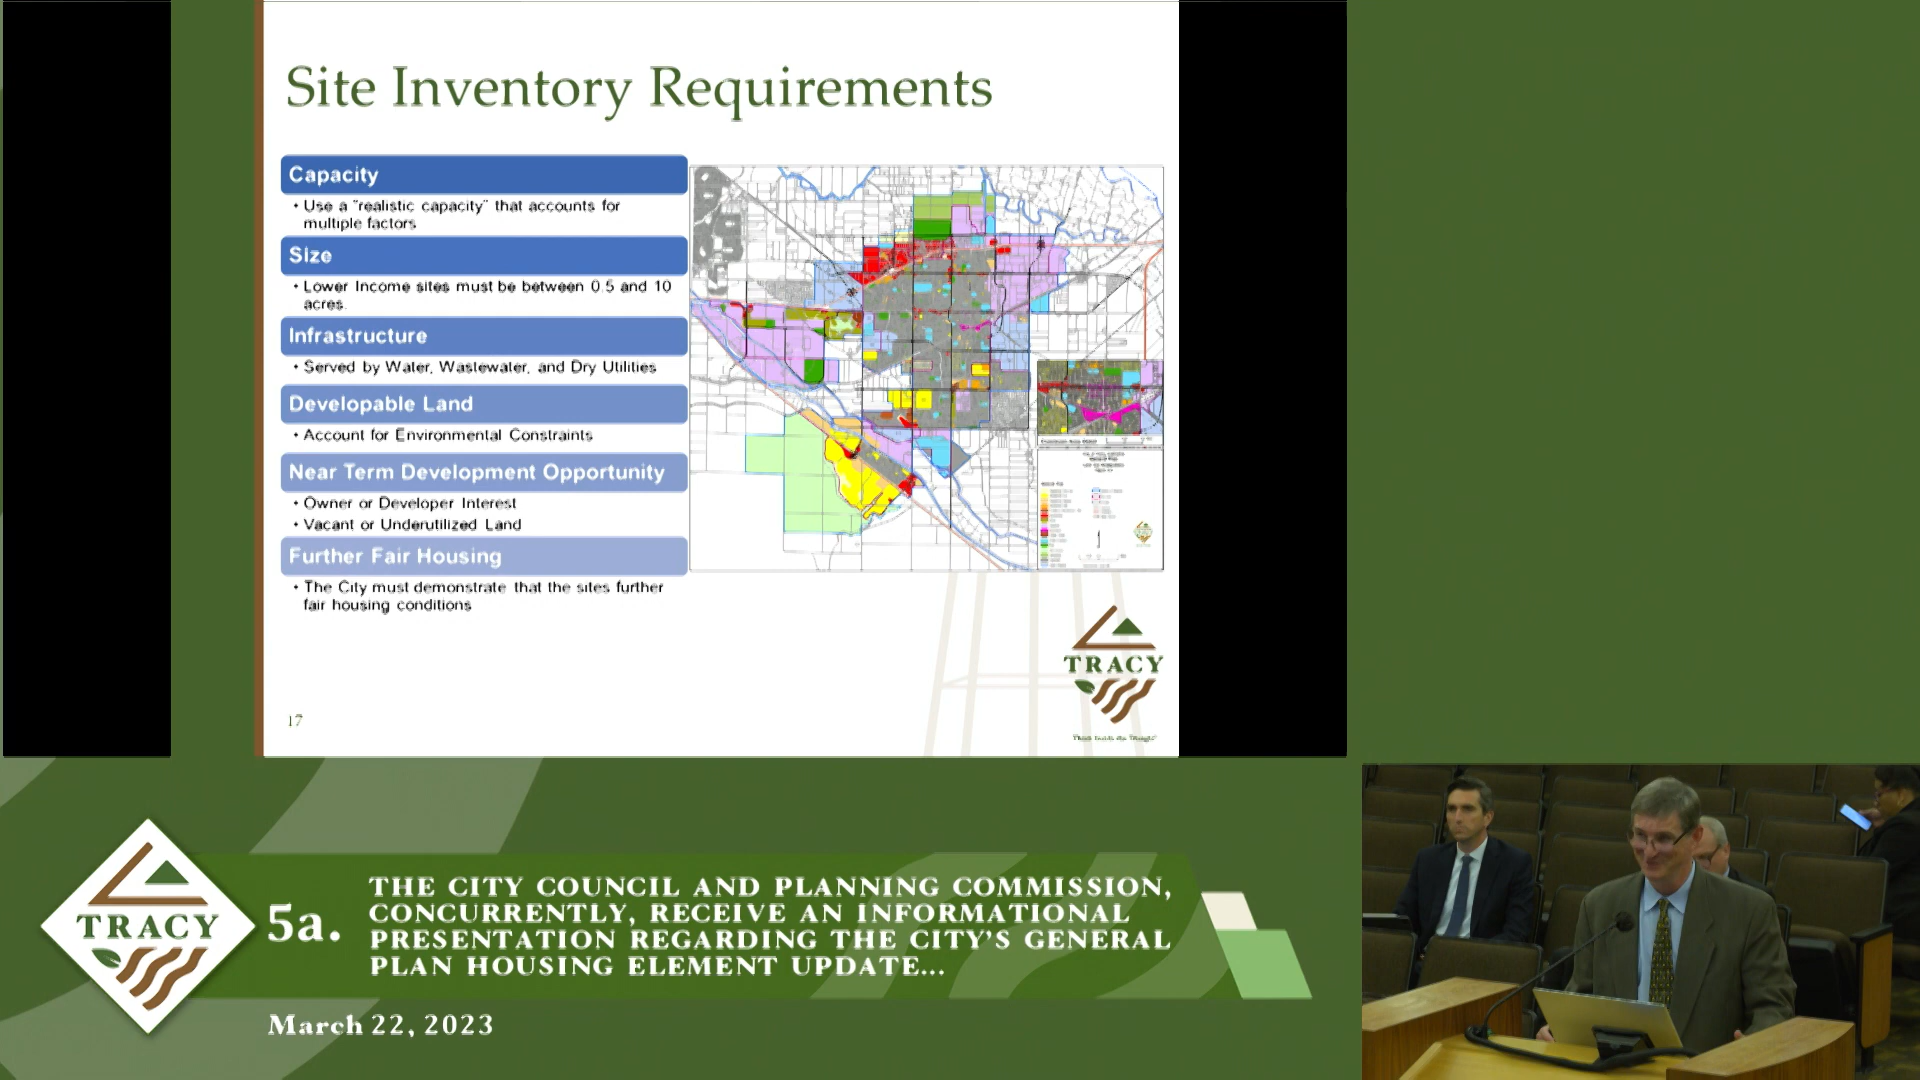 Site Inventory Requirements
Capacity
• Use a "realistic capacity" that accounts for
multiple factors
Size
• Lower Income sites must be between 0.5 and 10
acres.
Infrastructure
• Served by Water, Wastewater, and Dry Utilities
Developable Land
• Account for Environmental Constraints
Near Term Development Opportunity
• Owner or Developer Interest
• Vacant or Underutilized Land
Further Fair Housing
• The City must demonstrate that the sites further
fair housing conditions
TRACY
Think Inside the Triangle
17
TRACY
5a.
THE CITY COUNCIL AND PLANNING COMMISSION,
CONCURRENTLY, RECEIVE AN INFORMATIONAL
PRESENTATION REGARDING THE CITY'S GENERAL
PLAN HOUSING ELEMENT UPDATE...
March 22, 2023